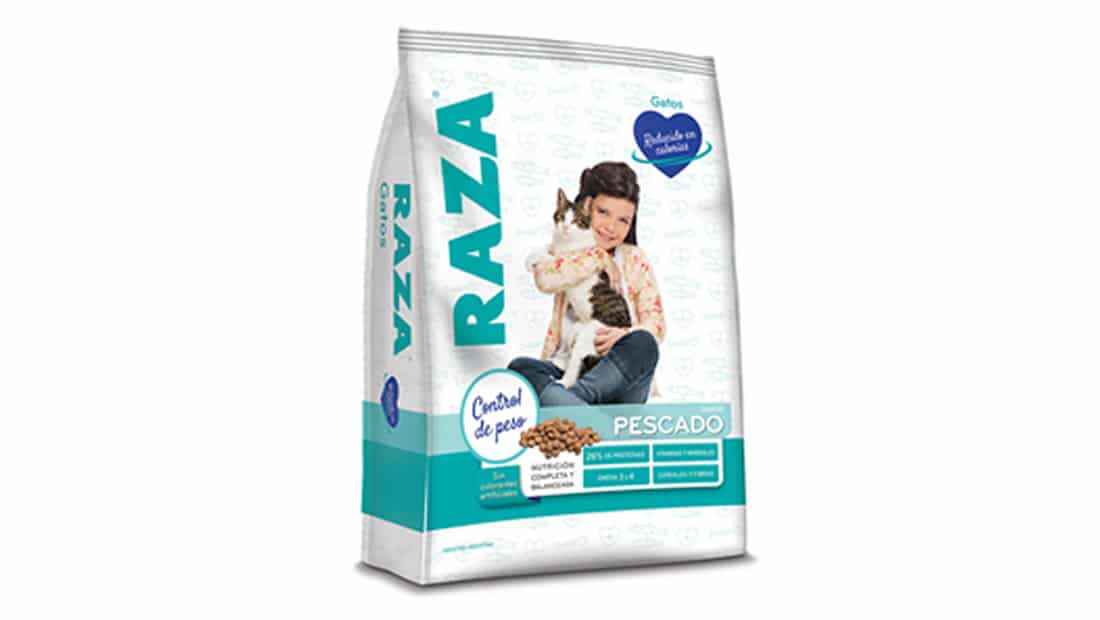 RAZA®
Gatos
Reducido en
calorías
RAZA
Gatos
Control
de peso
PESCADO
NUTRICIÓN
COMPLETA Y
BALANCEADA
26% DE PROTEÍNAS
VITAMINAS Y MINERALES
OMEGA 3 y 6
CEREALES Y FIBRAS
Sin
colorantes
artificiales